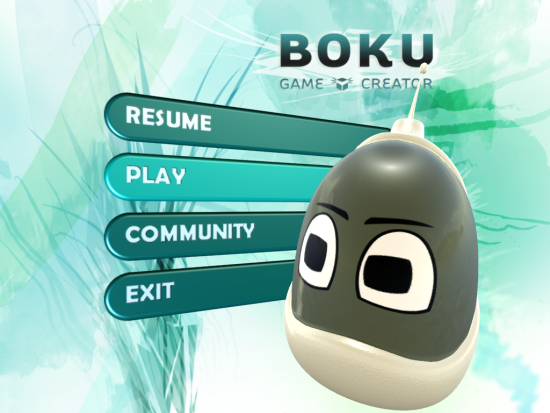 BOKU
GAME CREATOR
RESUME
PLAY
COMMUNITY
EXIT